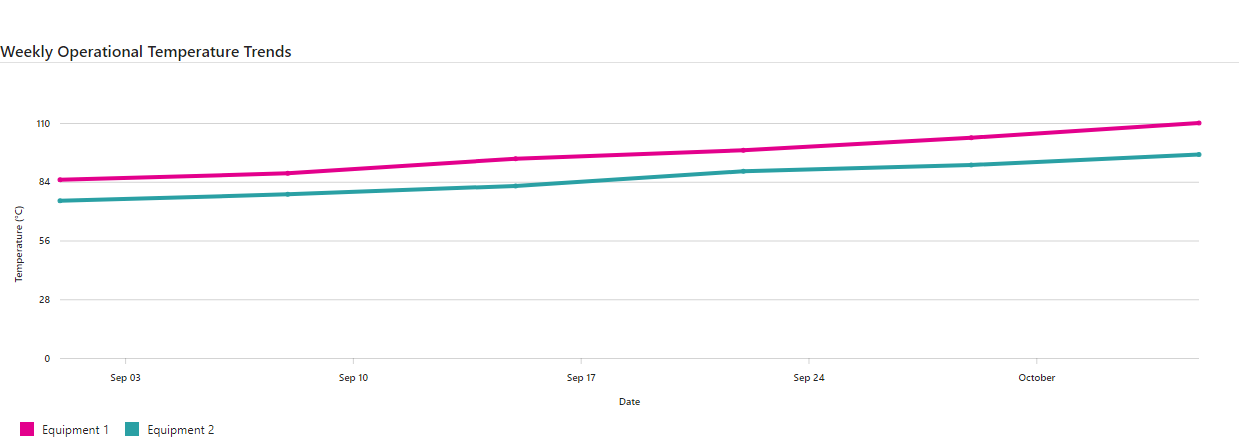 Weekly Operational Temperature Trends
110
84
56
28
0
Temperature (°C)
Sep 03 Sep 10 Sep 17 Sep 24 October
Date
Equipment 1 Equipment 2